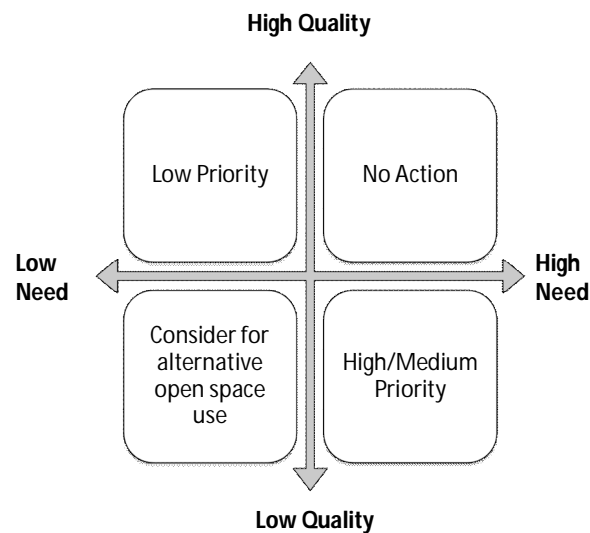 High Quality
Low Priority
No Action
Low
Need
High
Need
Consider for
alternative
open space
use
High/Medium
Priority
Low Quality